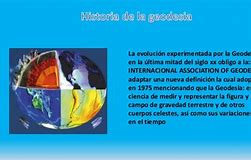 Historia de la geodesia
La evolución experimentada por la Geode
en la última mitad del siglo xx obligo a la:
INTERNACIONAL ASSOCIATION OF GEODE
adaptar una nueva definición la cual adop
en 1975 mencionando que la Geodesia: es
ciencia de medir y representar la figura y
campo de gravedad terrestre y de otros
cuerpos celestes, así como sus variaciones
en el tiempo